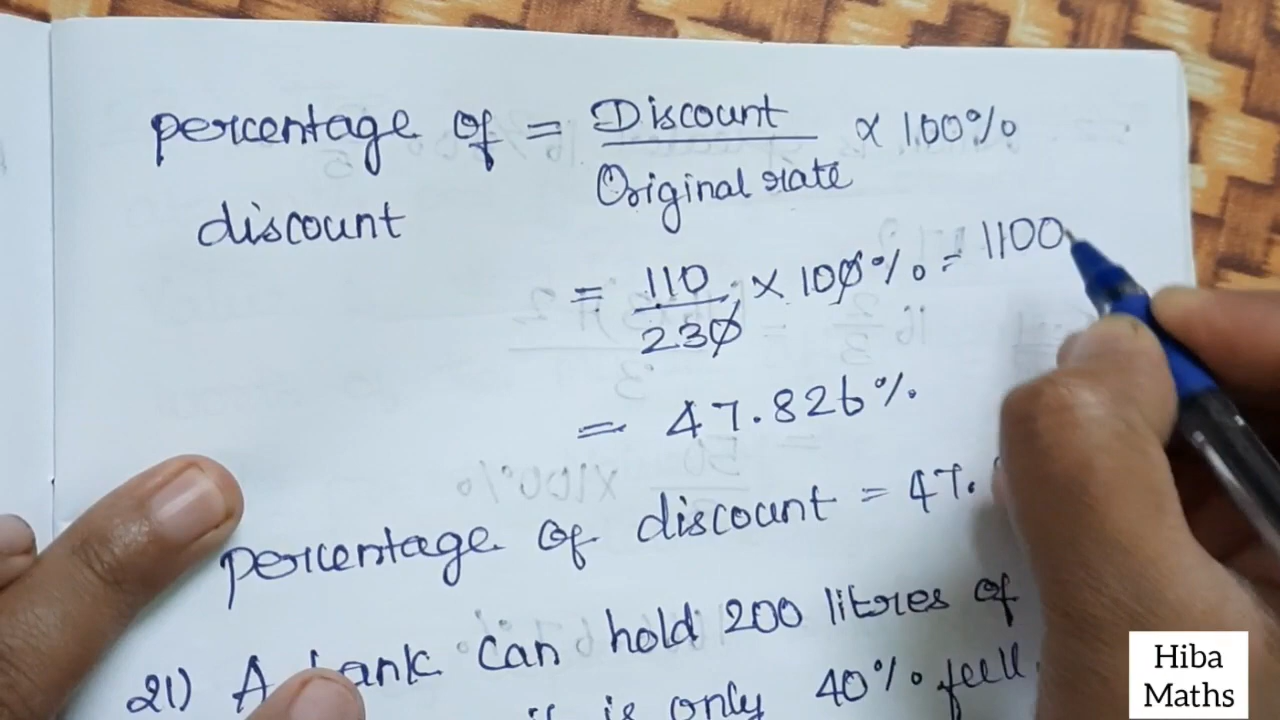 percentage of = Discount / Original rate × 100%
discount
= 110 / 230 × 100% = 1100
= 47.826%
percentage of discount = 47.
21) A tank can hold 200 litres of
is only 40% full.
Hiba
Maths